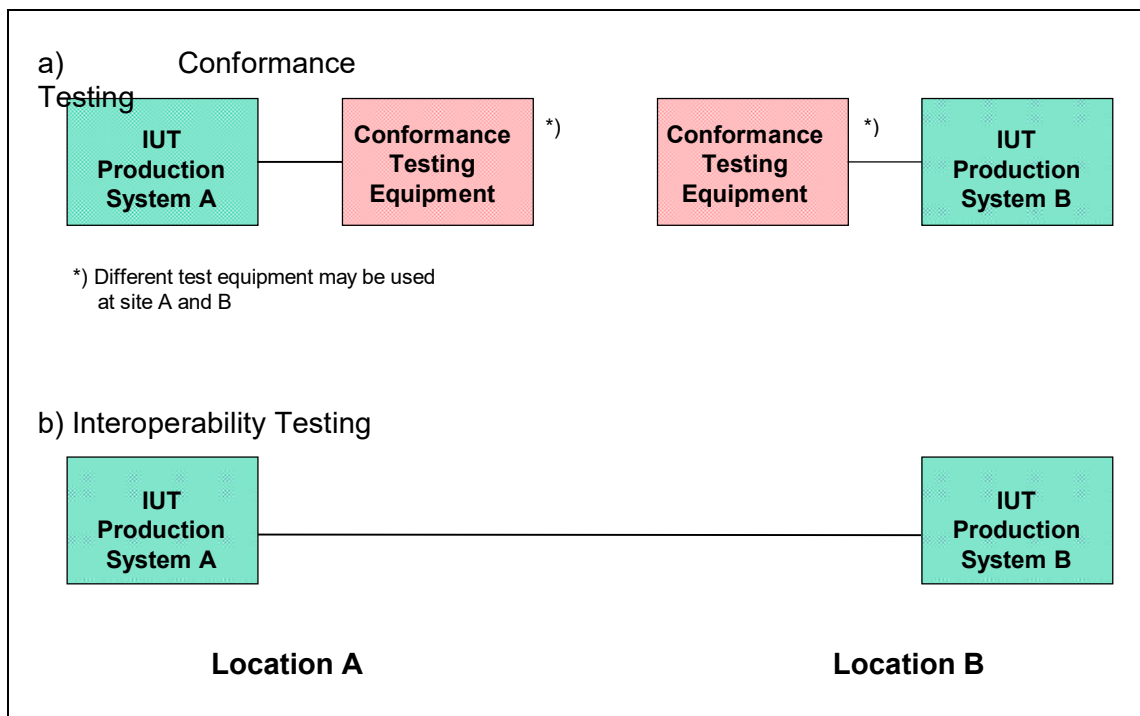 a) Conformance
Testing
IUT
Production
System A
Conformance
Testing
Equipment
*)
Conformance
Testing
Equipment
*)
IUT
Production
System B
*) Different test equipment may be used
at site A and B
b) Interoperability Testing
IUT
Production
System A
IUT
Production
System B
Location A
Location B